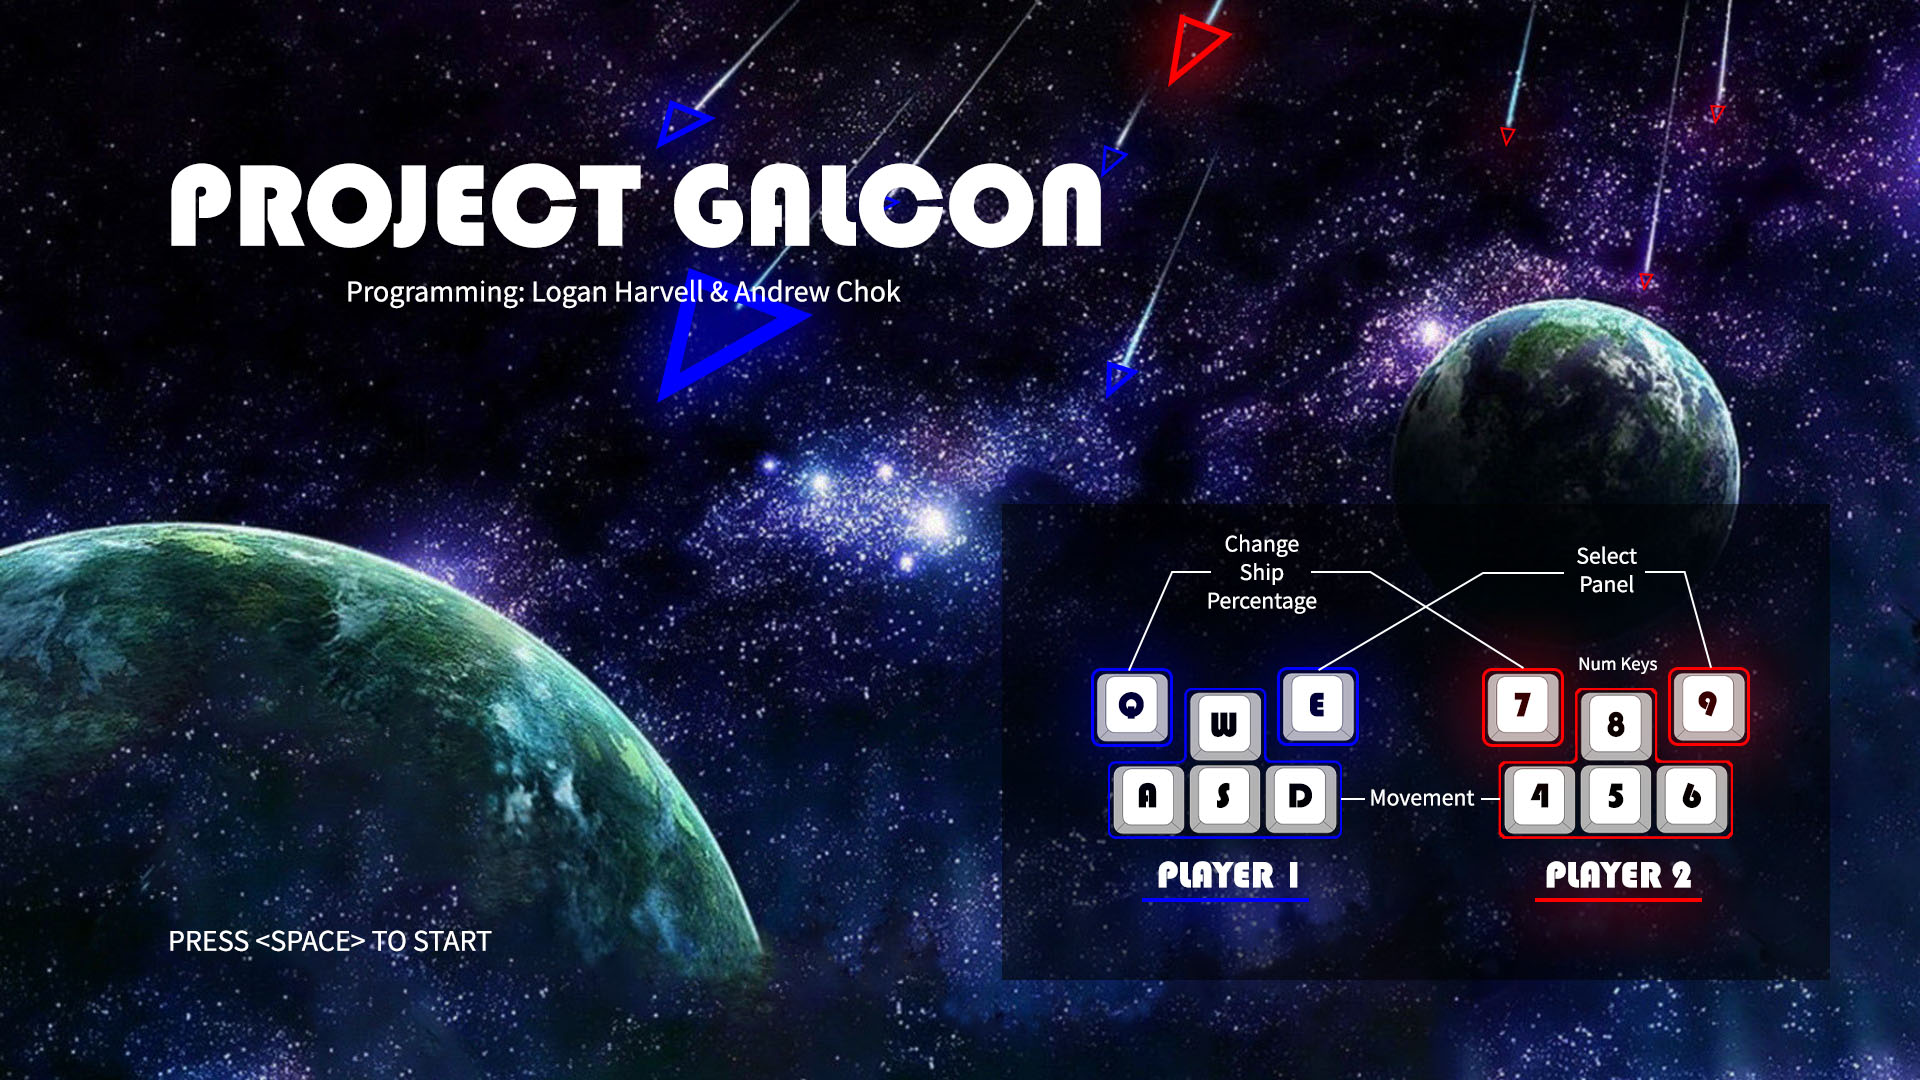 PROJECT GALCON
Programming: Logan Harvell & Andrew Chok
Change
Ship
Percentage
Select
Panel
Num Keys
Q
W
E
7
8
9
A
S
D
Movement
4
5
6
PLAYER 1
PLAYER 2
PRESS <SPACE> TO START